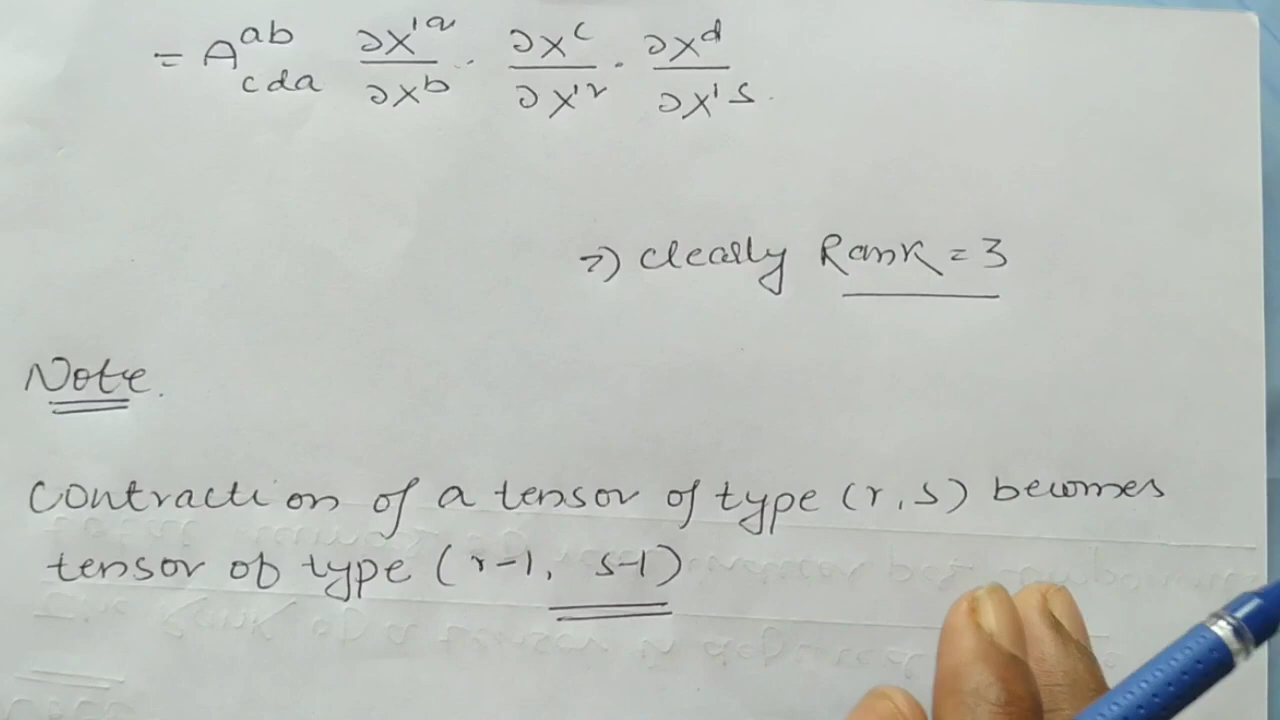 = A^{ab}_{cda} ∂x'^q/∂x^b · ∂x^c/∂x'^r · ∂x^d/∂x'^s.
=) clearly Rank = 3
Note.
contraction of a tensor of type (r, s) becomes
tensor of type (r-1, s-1)